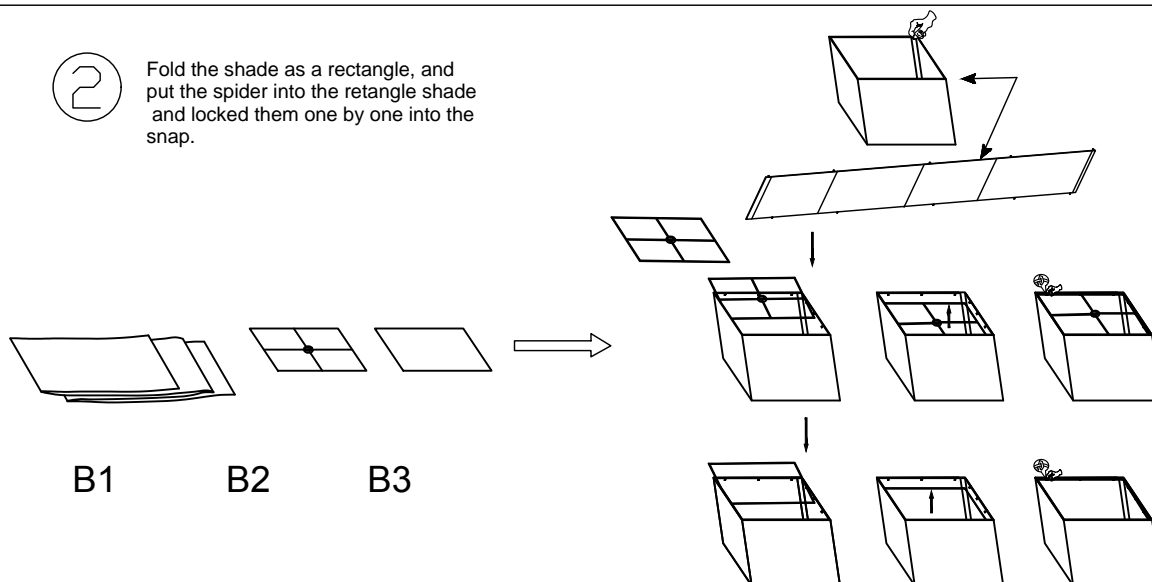 2
Fold the shade as a rectangle, and
put the spider into the retangle shade
and locked them one by one into the
snap.
B1 B2 B3